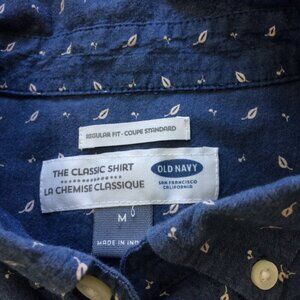 REGULAR FIT • COUPE STANDARD
THE CLASSIC SHIRT
LA CHEMISE CLASSIQUE
OLD NAVY
SAN FRANCISCO
CALIFORNIA
M
MADE IN